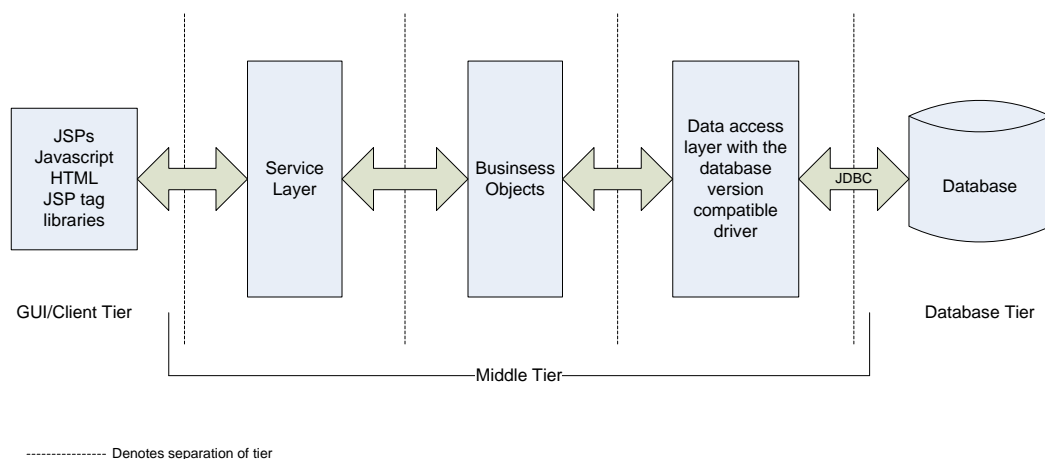 JSPs
Javascript
HTML
JSP tag
libraries
Service
Layer
Businsess
Objects
Data access
layer with the
database
version
compatible
driver
JDBC
Database
GUI/Client Tier
Database Tier
Middle Tier
Denotes separation of tier